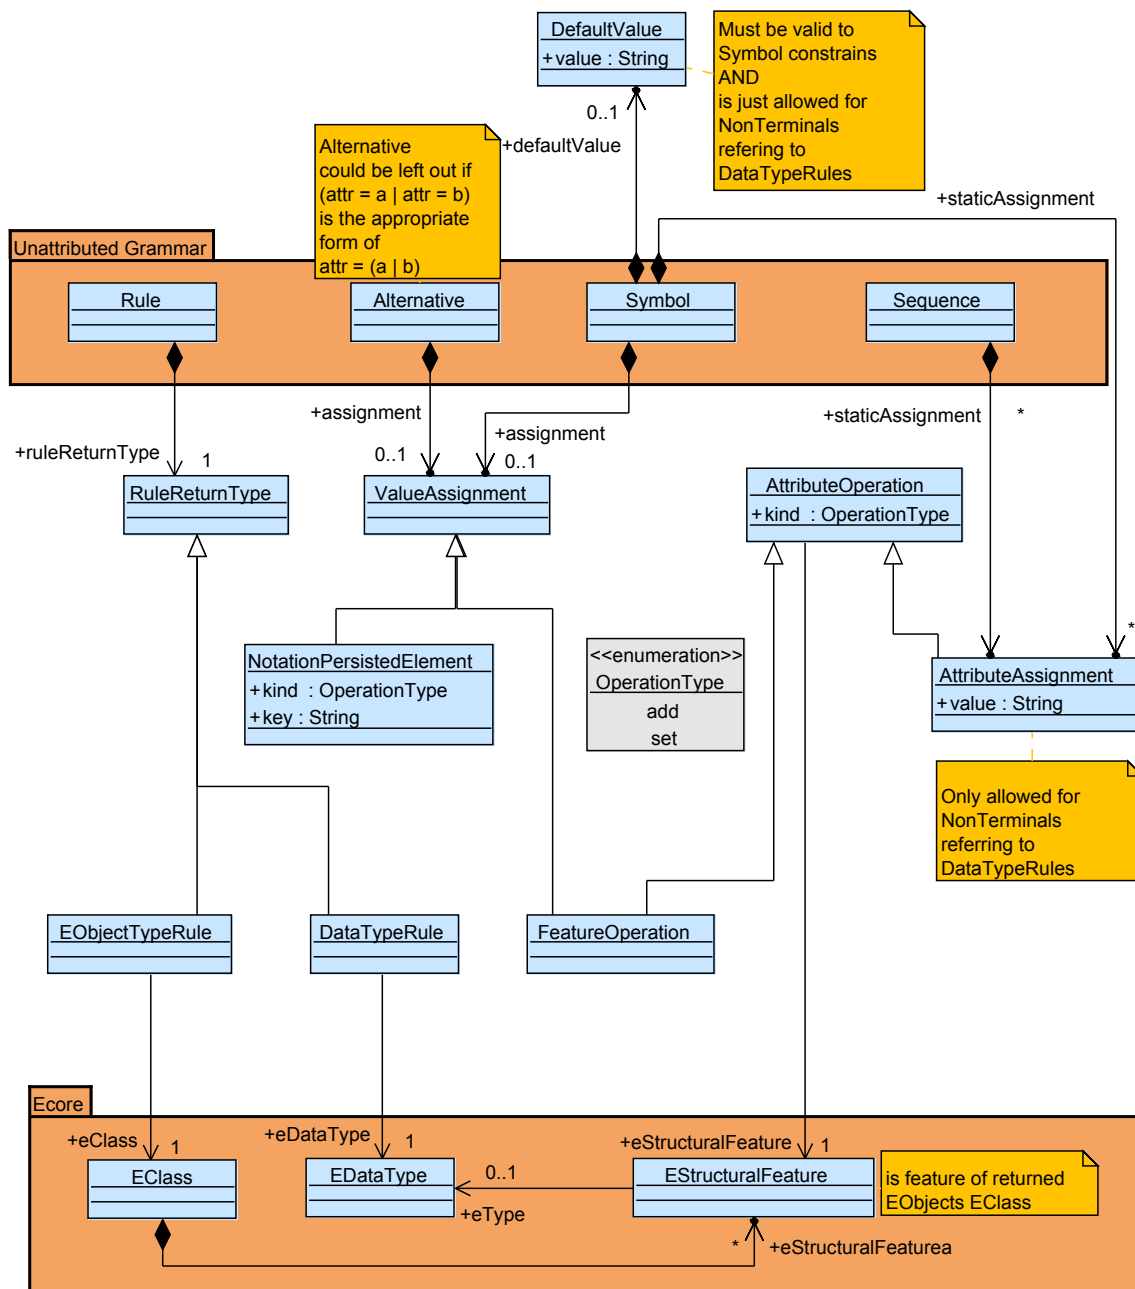 DefaultValue
+ value : String
Must be valid to
Symbol constrains
AND
is just allowed for
NonTerminals
refering to
DataTypeRules
0..1
+defaultValue
Alternative
could be left out if
(attr = a | attr = b)
is the appropriate
form of
attr = (a | b)
+staticAssignment
Unattributed Grammar
Rule
Alternative
Symbol
Sequence
+assignment
+assignment
+staticAssignment
*
+ruleReturnType
1
0..1
0..1
RuleReturnType
ValueAssignment
AttributeOperation
+ kind : OperationType
*
NotationPersistedElement
+ kind : OperationType
+ key : String
<<enumeration>>
OperationType
add
set
AttributeAssignment
+ value : String
Only allowed for
NonTerminals
referring to
DataTypeRules
EObjectTypeRule
DataTypeRule
FeatureOperation
Ecore
+eClass
1
+eDataType
1
+eStructuralFeature
1
EClass
EDataType
0..1
+eType
EStructuralFeature
is feature of returned
EObjects EClass
*
+eStructuralFeaturea